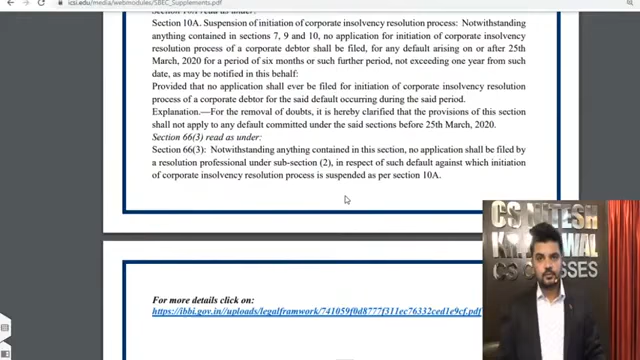 icsi.edu/media/webmodules/SBEC_Supplements.pdf
Section 10A read as under:
Section 10A. Suspension of initiation of corporate insolvency resolution process: Notwithstanding
anything contained in sections 7, 9 and 10, no application for initiation of corporate insolvency
resolution process of a corporate debtor shall be filed, for any default arising on or after 25th
March, 2020 for a period of six months or such further period, not exceeding one year from such
date, as may be notified in this behalf:
Provided that no application shall ever be filed for initiation of corporate insolvency resolution
process of a corporate debtor for the said default occurring during the said period.
Explanation.—For the removal of doubts, it is hereby clarified that the provisions of this section
shall not apply to any default committed under the said sections before 25th March, 2020.
Section 66(3) read as under:
Section 66(3): Notwithstanding anything contained in this section, no application shall be filed by
a resolution professional under sub-section (2), in respect of such default against which initiation
of corporate insolvency resolution process is suspended as per section 10A.
CS NITESH
KR. JAISWAL
CS CLASSES
For more details click on:
https://ibbi.gov.in//uploads/legalframwork/741059f0d8777f311ec76332ced1e9cf.pdf